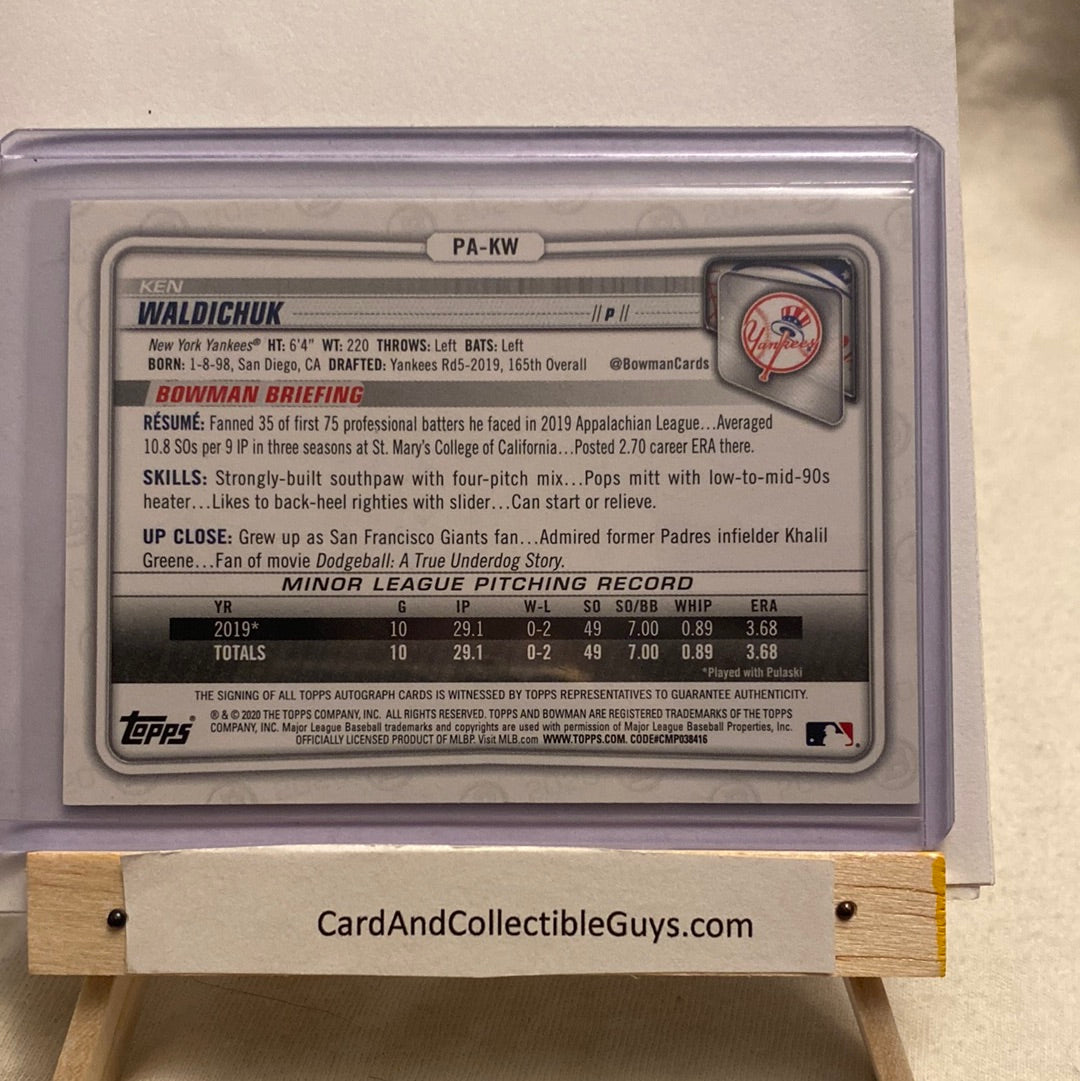 PA-KW
KEN
WALDICHUK // P //
New York Yankees® HT: 6'4" WT: 220 THROWS: Left BATS: Left
BORN: 1-8-98, San Diego, CA DRAFTED: Yankees Rd5-2019, 165th Overall @BowmanCards
Yankees
BOWMAN BRIEFING
RÉSUMÉ: Fanned 35 of first 75 professional batters he faced in 2019 Appalachian League...Averaged
10.8 SOs per 9 IP in three seasons at St. Mary's College of California...Posted 2.70 career ERA there.
SKILLS: Strongly-built southpaw with four-pitch mix...Pops mitt with low-to-mid-90s
heater...Likes to back-heel righties with slider...Can start or relieve.
UP CLOSE: Grew up as San Francisco Giants fan...Admired former Padres infielder Khalil
Greene...Fan of movie Dodgeball: A True Underdog Story.
MINOR LEAGUE PITCHING RECORD
YR G IP W-L SO SO/BB WHIP ERA
2019* 10 29.1 0-2 49 7.00 0.89 3.68
TOTALS 10 29.1 0-2 49 7.00 0.89 3.68
*Played with Pulaski
THE SIGNING OF ALL TOPPS AUTOGRAPH CARDS IS WITNESSED BY TOPPS REPRESENTATIVES TO GUARANTEE AUTHENTICITY.
Topps®
® & © 2020 THE TOPPS COMPANY, INC. ALL RIGHTS RESERVED. TOPPS AND BOWMAN ARE REGISTERED TRADEMARKS OF THE TOPPS
COMPANY, INC. Major League Baseball trademarks and copyrights are used with permission of Major League Baseball Properties, Inc.
OFFICIALLY LICENSED PRODUCT OF MLBP. Visit MLB.com WWW.TOPPS.COM. CODE#CMP038416
CardAndCollectibleGuys.com